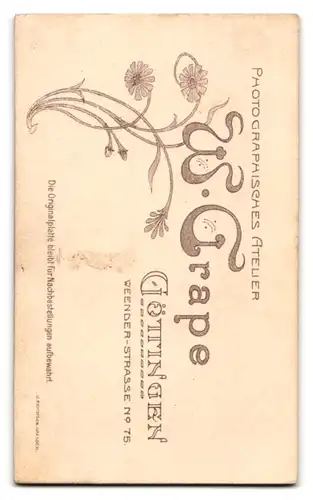 PHOTOGRAPHISCHES ATELIER
W. Grape
GÖTTINGEN
WEENDER-STRASSE No 75.
Die Originalplatte bleibt für Nachbestellungen aufbewahrt.